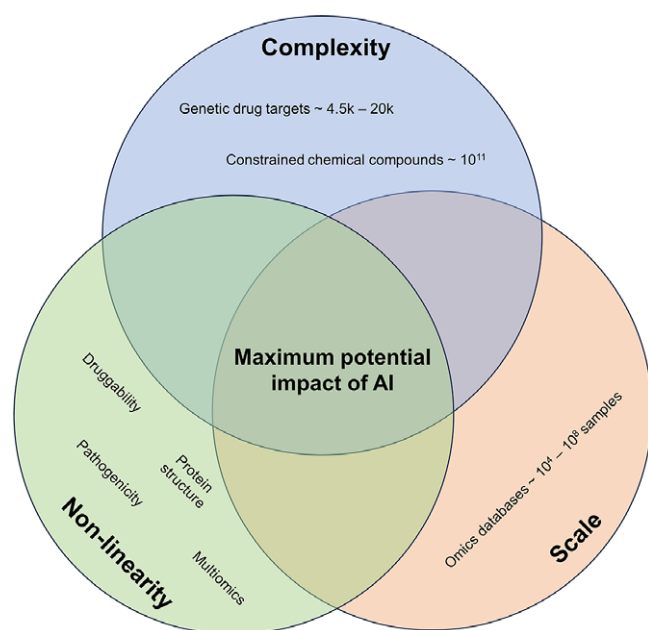 Complexity
Genetic drug targets ~ 4.5k – 20k
Constrained chemical compounds ~ 10¹¹
Maximum potential
impact of AI
Druggability
Pathogenicity
Protein
structure
Multiomics
Non-linearity
Omics databases ~ 10⁴ – 10⁸ samples
Scale